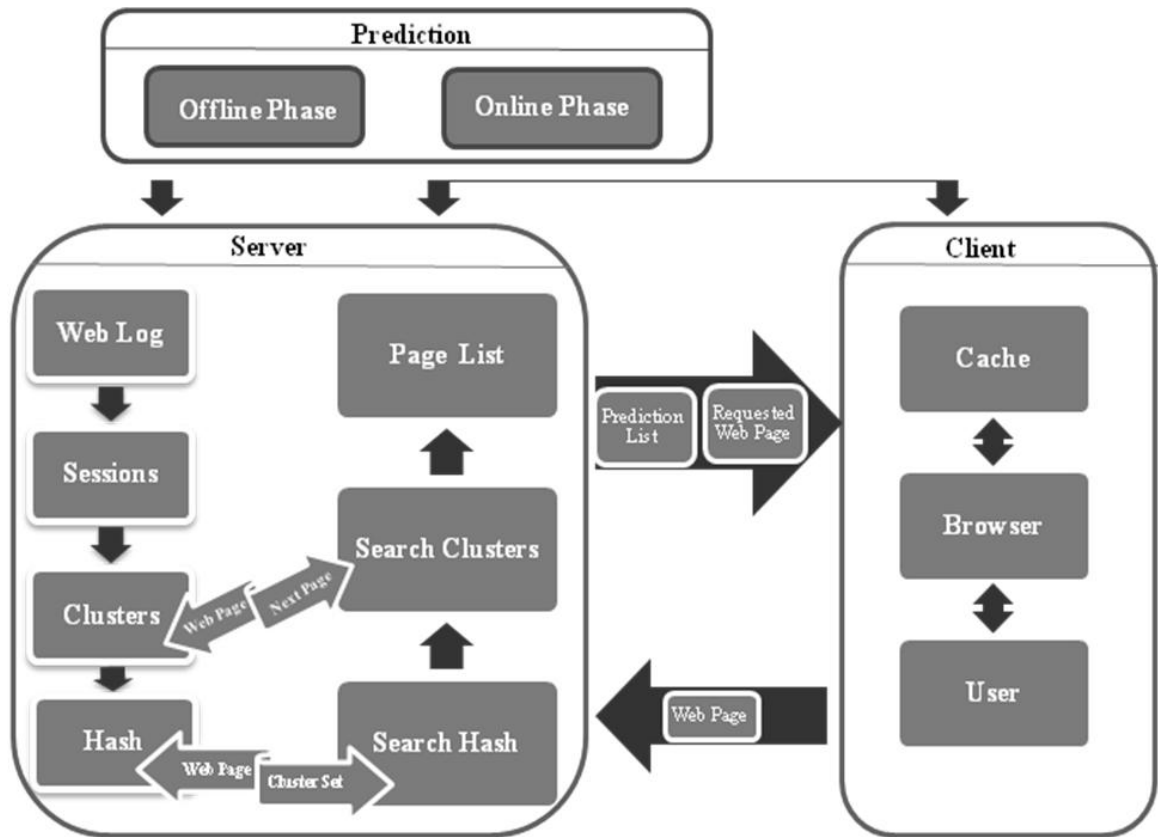 Prediction
Offline Phase
Online Phase
Server
Web Log
Sessions
Clusters
Hash
Page List
Search Clusters
Search Hash
Web Page
Next Page
Web Page
Cluster Set
Prediction
List
Requested
Web Page
Web Page
Client
Cache
Browser
User